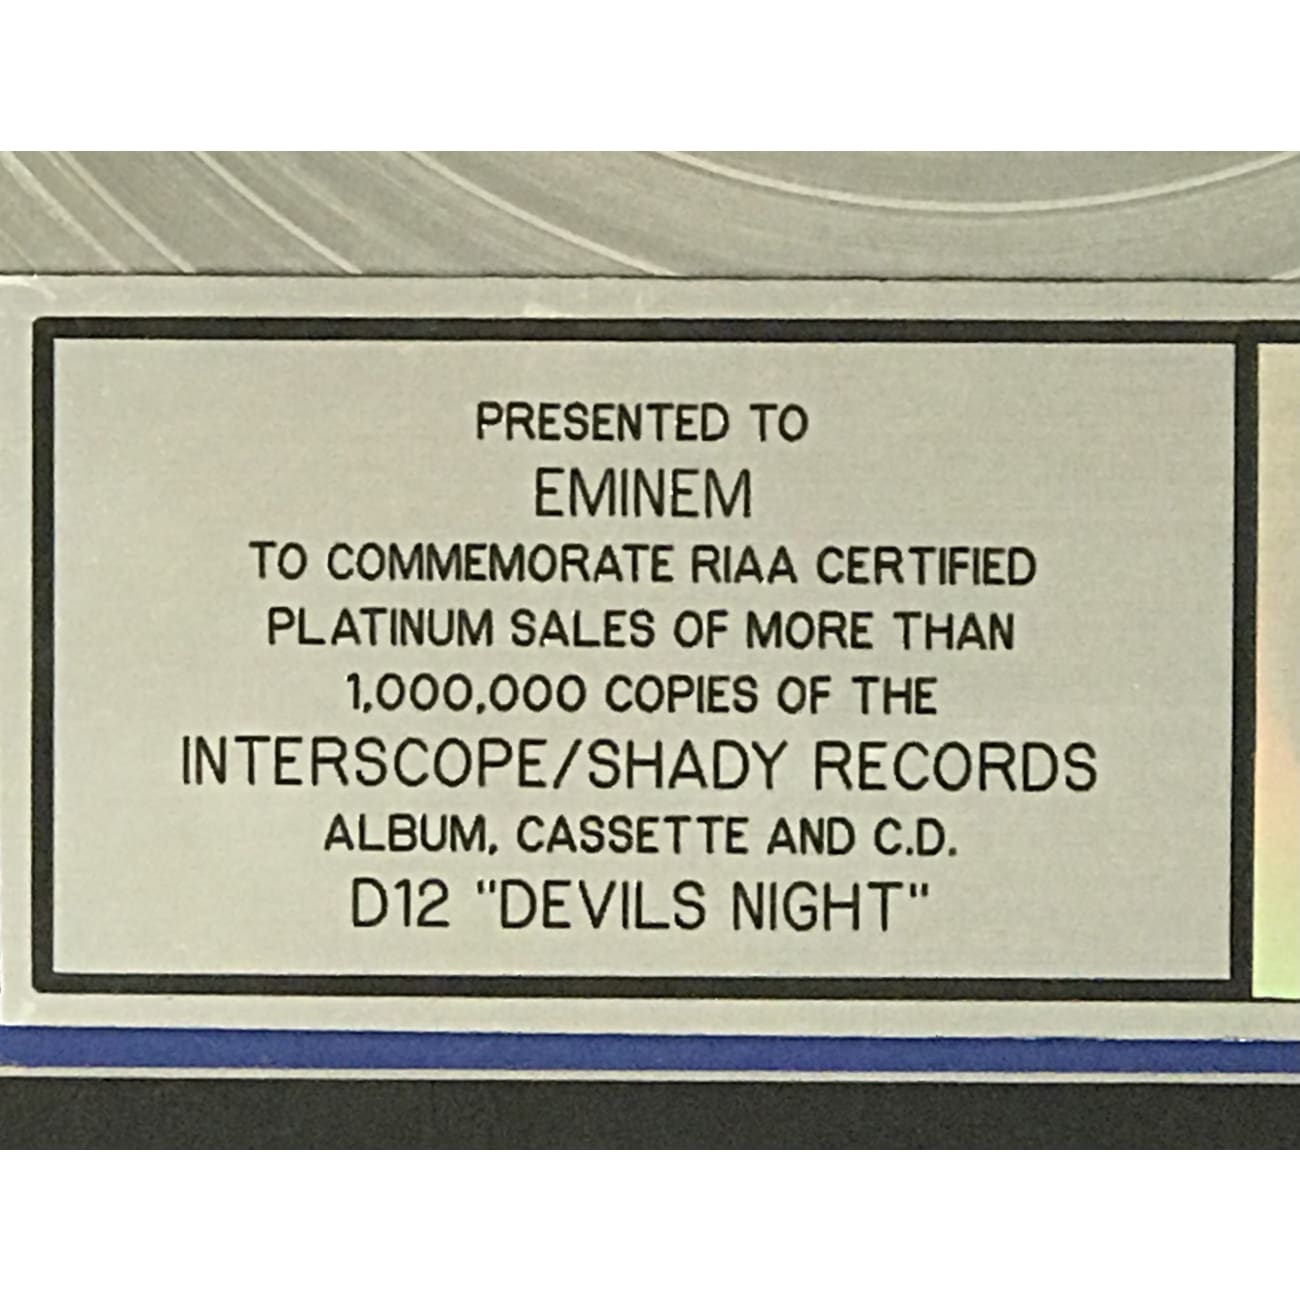 PRESENTED TO
EMINEM
TO COMMEMORATE RIAA CERTIFIED
PLATINUM SALES OF MORE THAN
1,000,000 COPIES OF THE
INTERSCOPE/SHADY RECORDS
ALBUM, CASSETTE AND C.D.
D12 "DEVILS NIGHT"